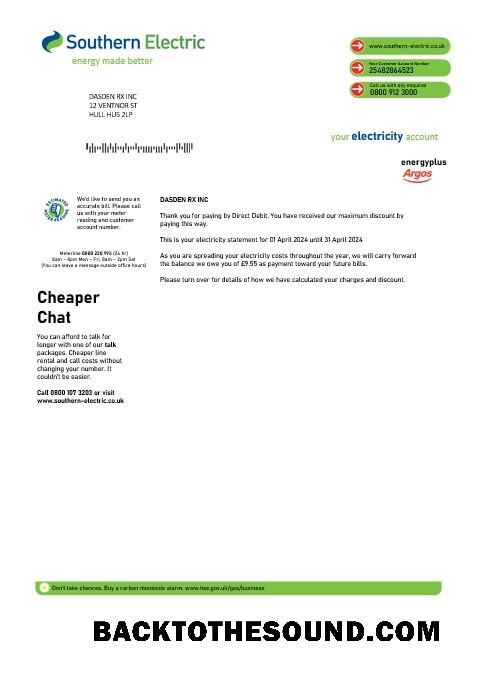 Southern Electric
energy made better
www.southern-electric.co.uk
Your Customer Account Number
25482864523
Call us with any enquires
0800 912 3000
DASDEN RX INC
12 VENTNOR ST
HULL HU5 2LP
your electricity account
energyplus
Argos
ESTIMATED
METER READING
We'd like to send you an
accurate bill. Please call
us with your meter
reading and customer
account number.
Meterline 0800 220 995 (24 hr)
8am - 8pm Mon - Fri, 8am - 2pm Sat
(You can leave a message outside office hours)
Cheaper
Chat
You can afford to talk for
longer with one of our talk
packages. Cheaper line
rental and call costs without
changing your number. It
couldn't be easier.
Call 0800 107 3203 or visit
www.southern-electric.co.uk
DASDEN RX INC
Thank you for paying by Direct Debit. You have received our maximum discount by
paying this way.
This is your electricity statement for 01 April 2024 until 31 April 2024
As you are spreading your electricity costs throughout the year, we will carry forward
the balance we owe you of £9.55 as payment toward your future bills.
Please turn over for details of how we have calculated your charges and discount.
Don't take chances. Buy a carbon monoxide alarm. www.hse.gov.uk/gas/business
BACKTOTHESOUND.COM